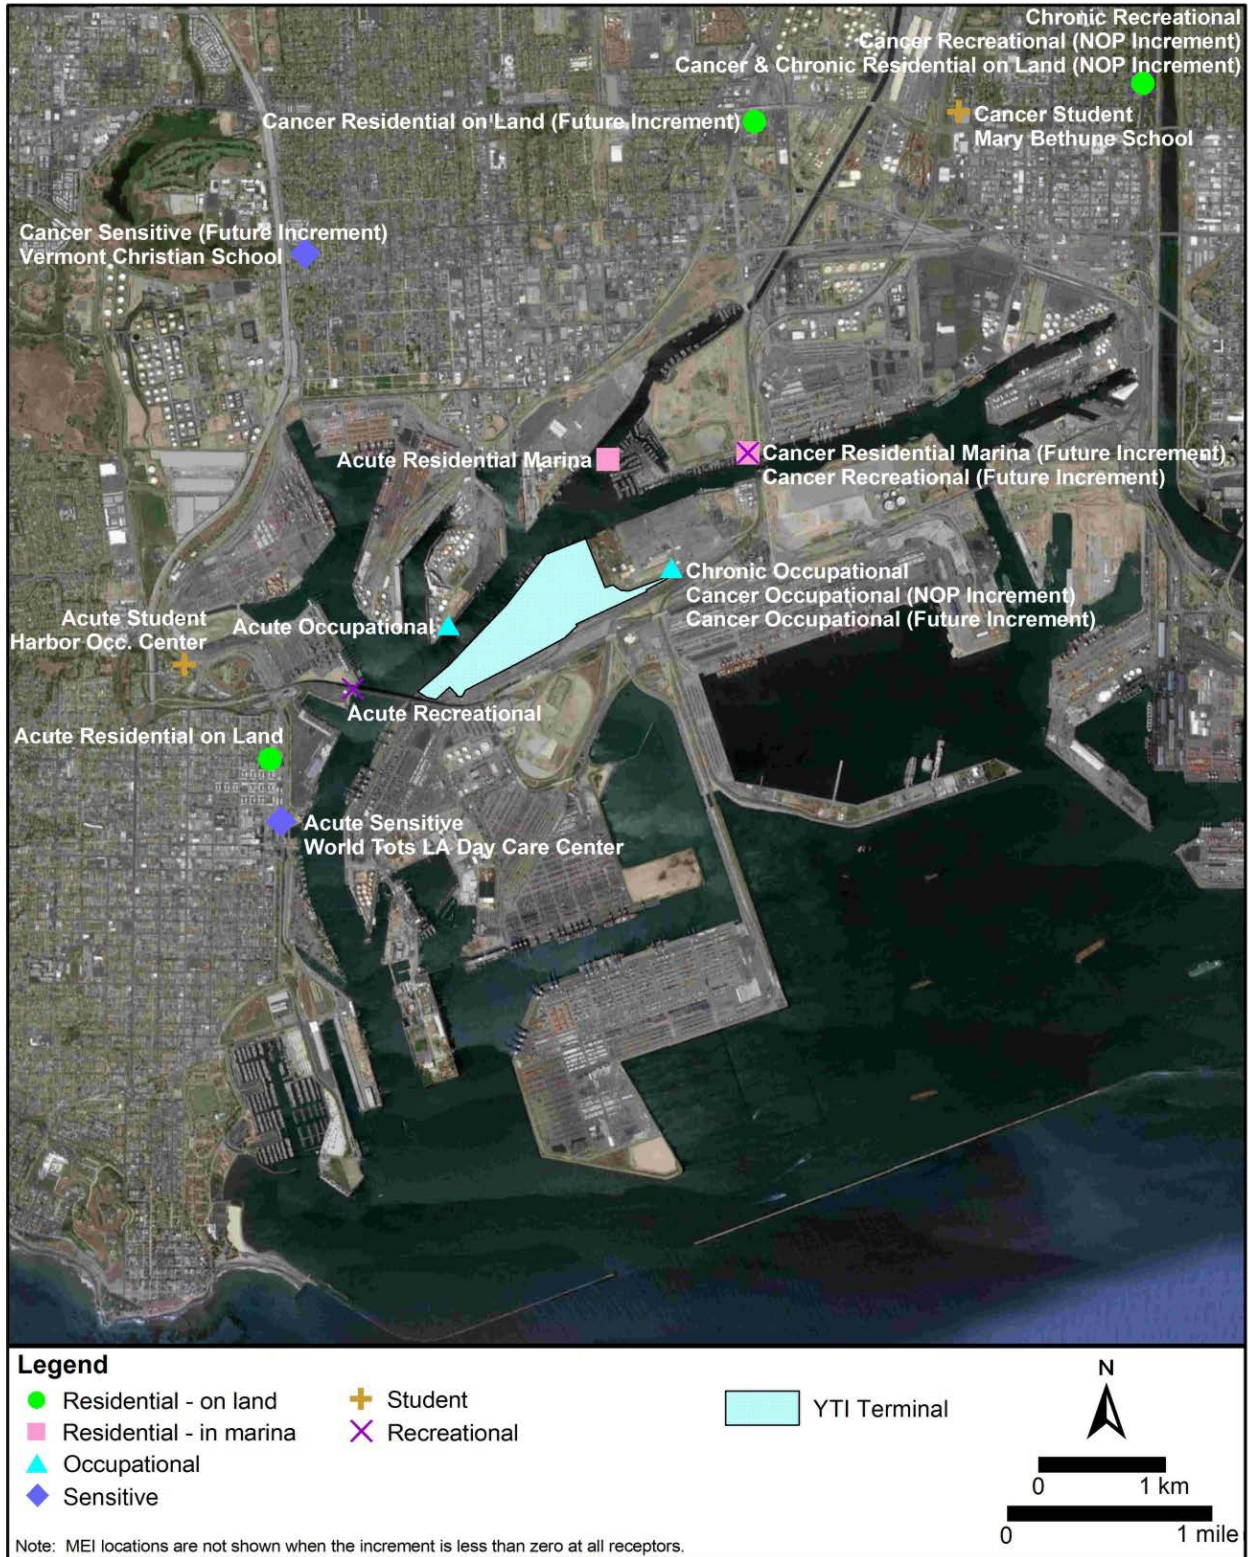 Chronic Recreational
Cancer Recreational (NOP Increment)
Cancer & Chronic Residential on Land (NOP Increment)
Cancer Residential on Land (Future Increment)
Cancer Student
Mary Bethune School
Cancer Sensitive (Future Increment)
Vermont Christian School
Acute Residential Marina
Cancer Residential Marina (Future Increment)
Cancer Recreational (Future Increment)
Chronic Occupational
Cancer Occupational (NOP Increment)
Cancer Occupational (Future Increment)
Acute Student
Harbor Occ. Center
Acute Occupational
Acute Recreational
Acute Residential on Land
Acute Sensitive
World Tots LA Day Care Center
Legend
Residential - on land
Residential - in marina
Occupational
Sensitive
Student
Recreational
YTI Terminal
N
0 1 km
0 1 mile
Note: MEI locations are not shown when the increment is less than zero at all receptors.